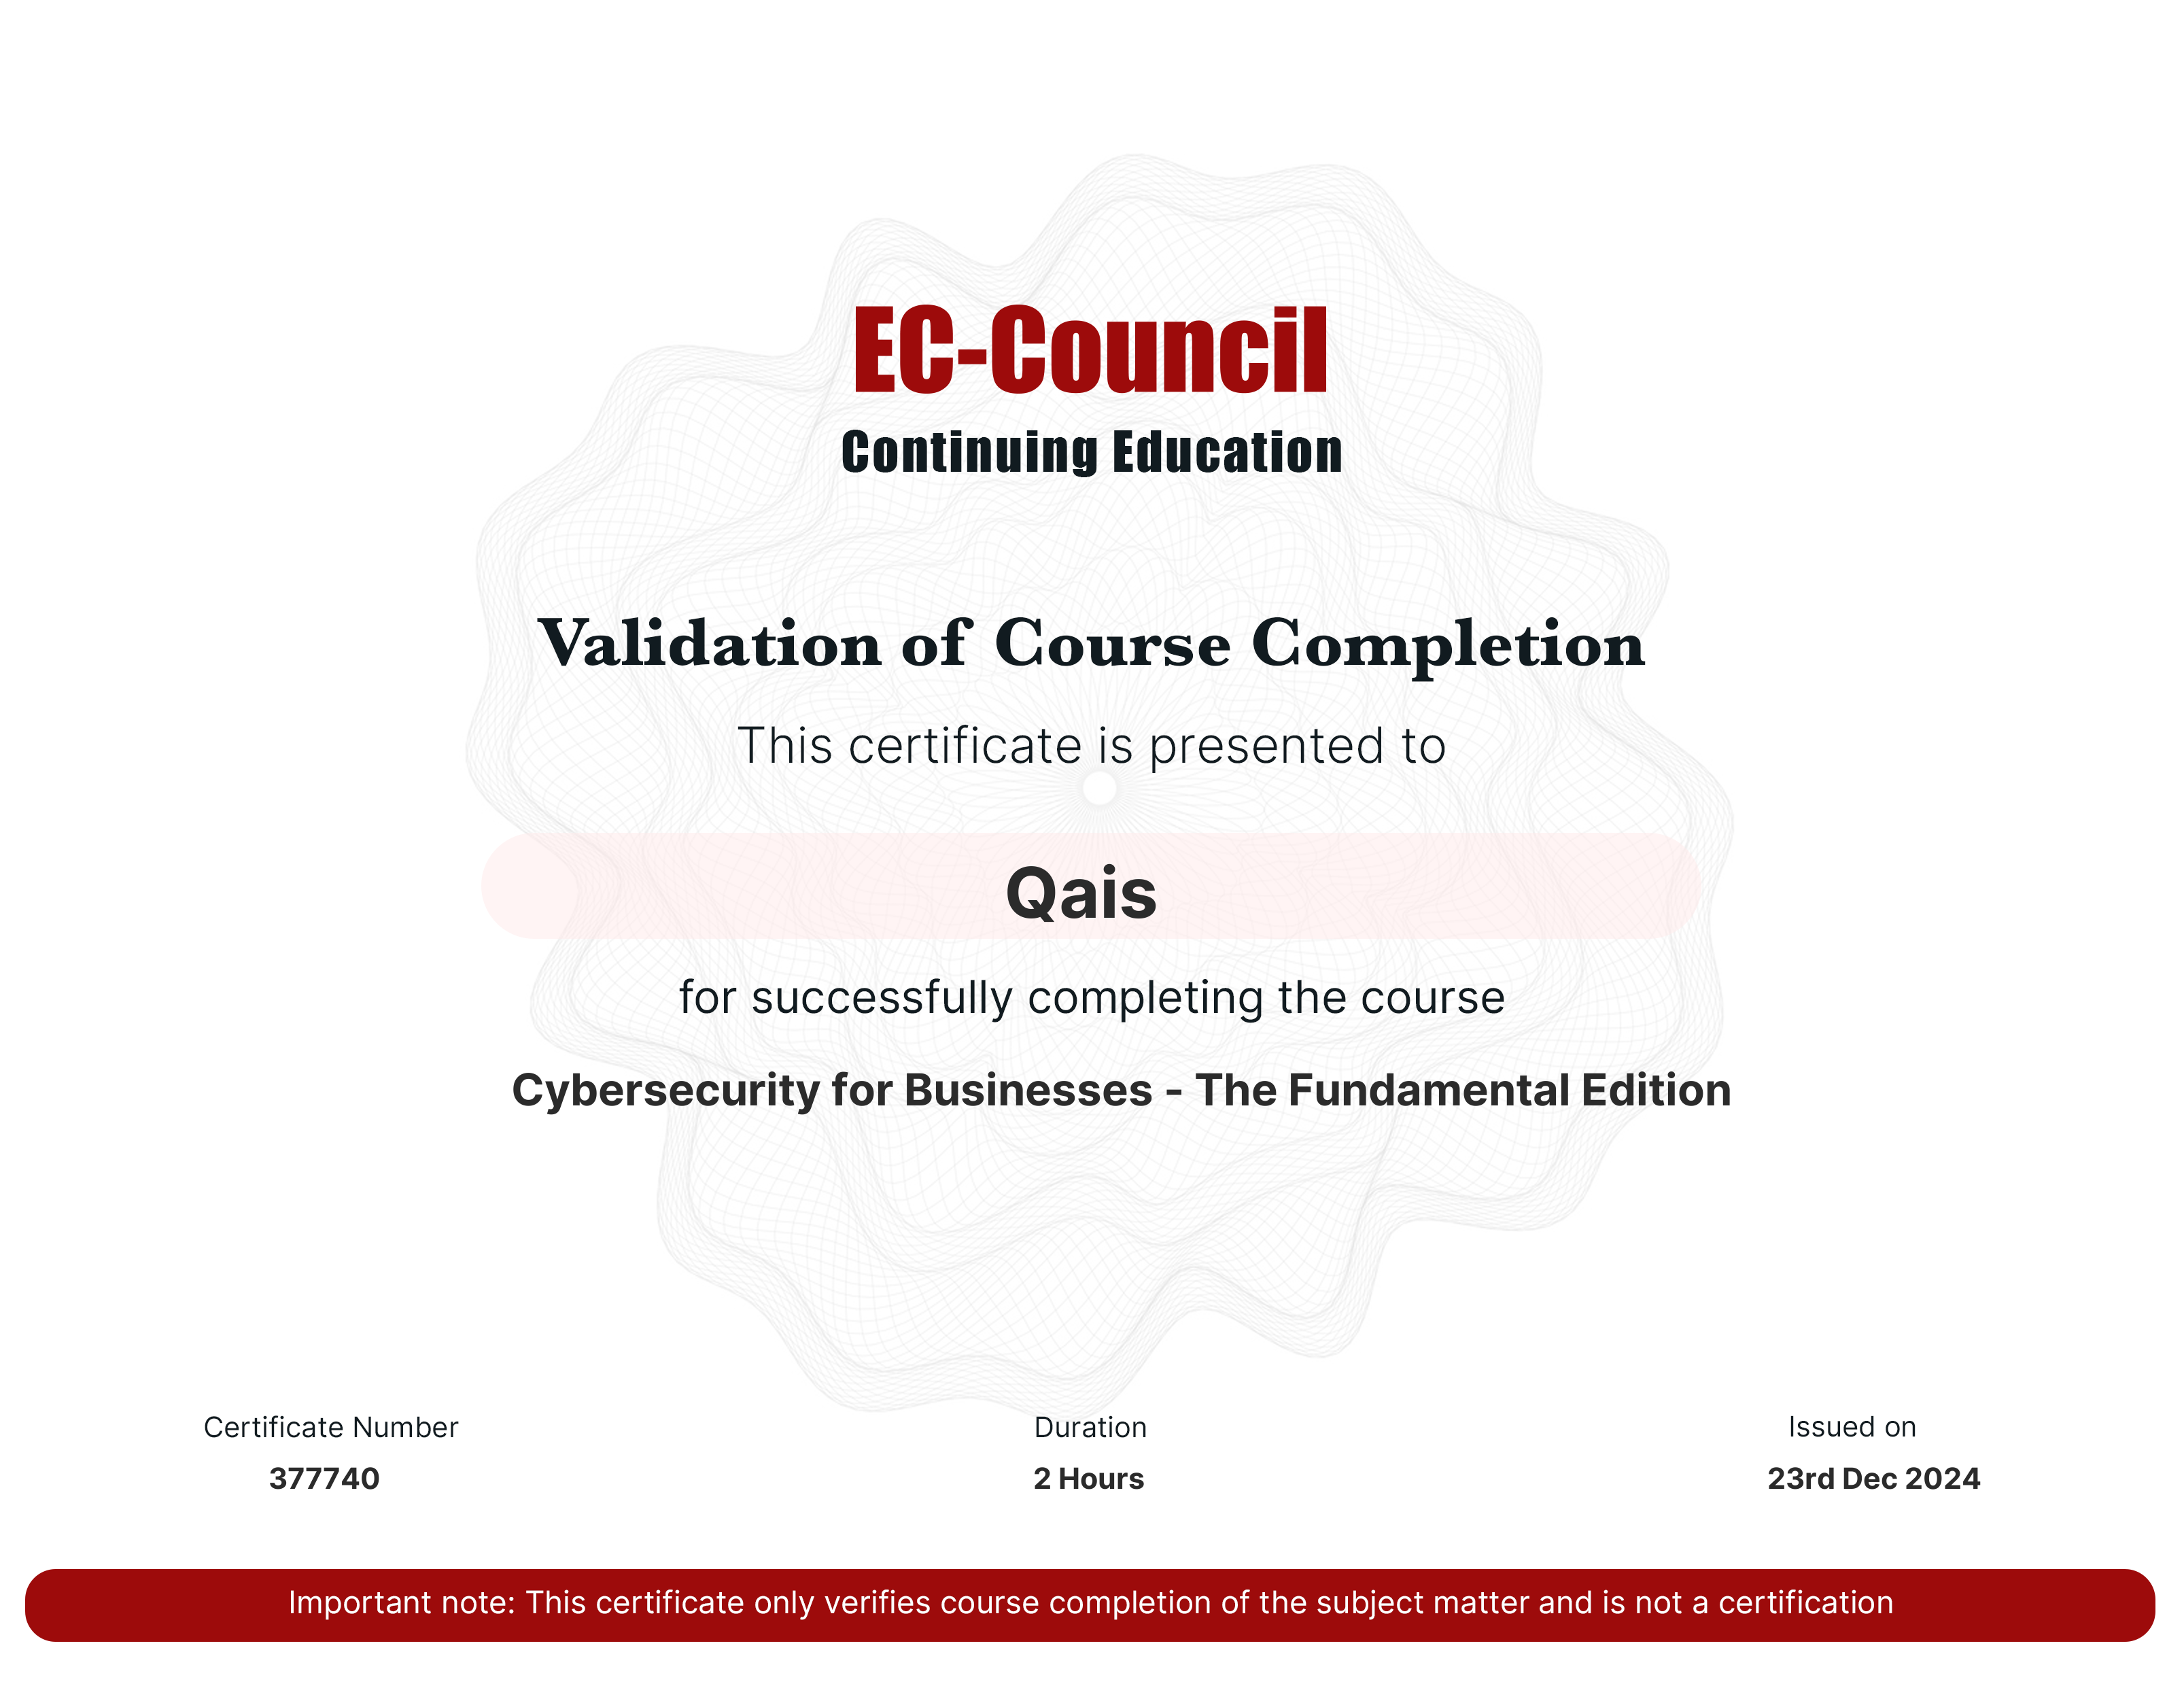 EC-Council
Continuing Education
Validation of Course Completion
This certificate is presented to
Qais
for successfully completing the course
Cybersecurity for Businesses - The Fundamental Edition
Certificate Number
377740
Duration
2 Hours
Issued on
23rd Dec 2024
Important note: This certificate only verifies course completion of the subject matter and is not a certification